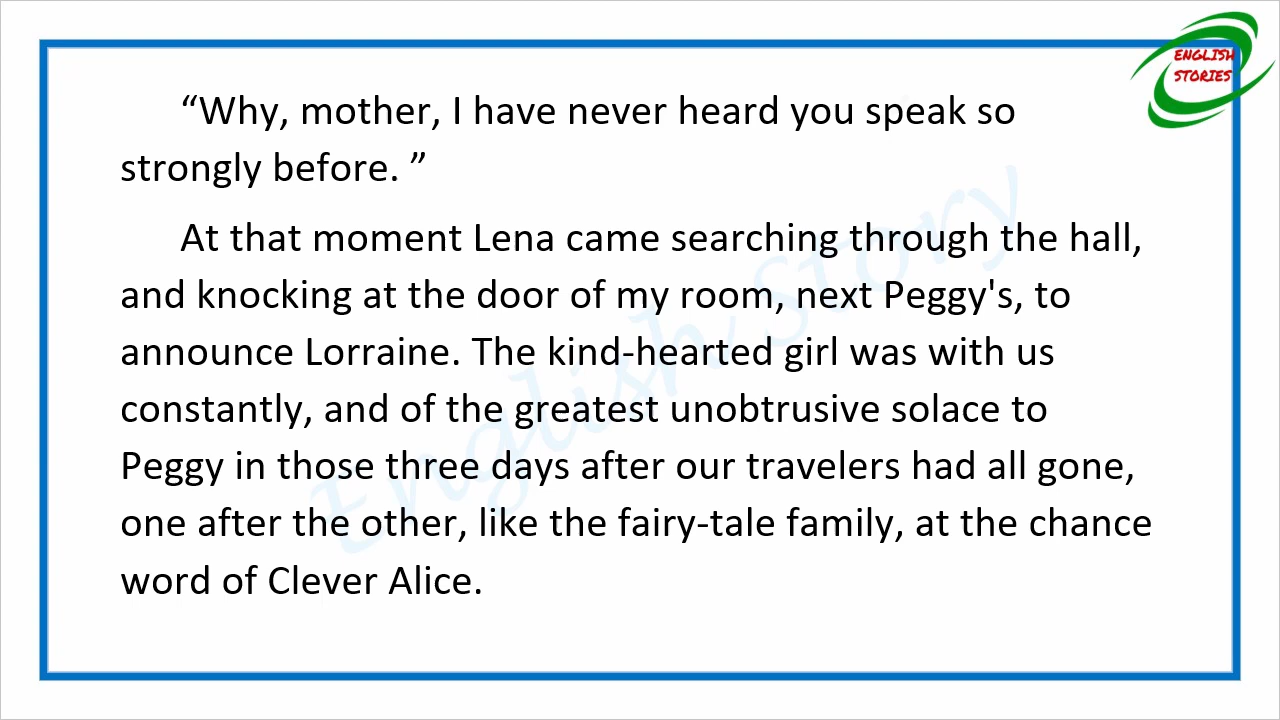 ENGLISH
STORIES
“Why, mother, I have never heard you speak so
strongly before. ”
At that moment Lena came searching through the hall,
and knocking at the door of my room, next Peggy's, to
announce Lorraine. The kind-hearted girl was with us
constantly, and of the greatest unobtrusive solace to
Peggy in those three days after our travelers had all gone,
one after the other, like the fairy-tale family, at the chance
word of Clever Alice.
English Story